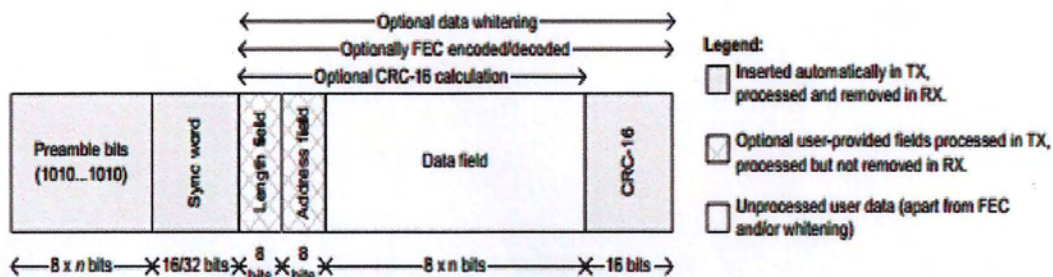 Optional data whitening
Optionally FEC encoded/decoded
Optional CRC-16 calculation
Preamble bits
(1010...1010)
Sync word
Length field
Address field
Data field
CRC-16
8 x n bits
16/32 bits
8
bits
8
bits
8 x n bits
16 bits
Legend:
Inserted automatically in TX,
processed and removed in RX.
Optional user-provided fields processed in TX,
processed but not removed in RX.
Unprocessed user data (apart from FEC
and/or whitening)